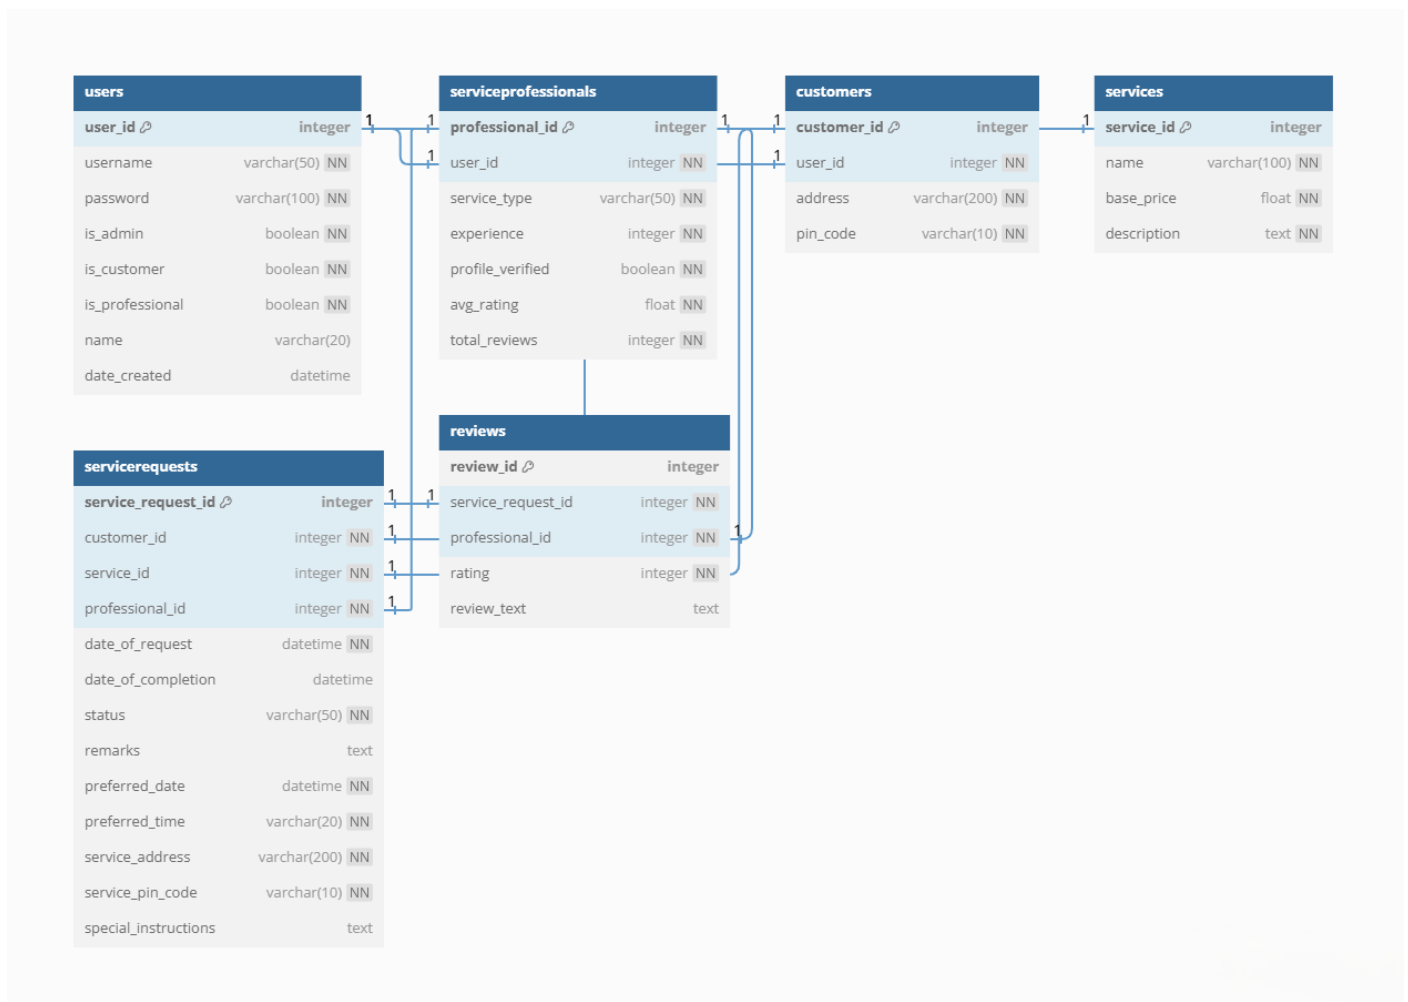 users
user_id integer
username varchar(50) NN
password varchar(100) NN
is_admin boolean NN
is_customer boolean NN
is_professional boolean NN
name varchar(20)
date_created datetime
1
serviceprofessionals
1 professional_id integer 1
1 user_id integer NN
service_type varchar(50) NN
experience integer NN
profile_verified boolean NN
avg_rating float NN
total_reviews integer NN
customers
1 customer_id integer
1 user_id integer NN
address varchar(200) NN
pin_code varchar(10) NN
services
1 service_id integer
name varchar(100) NN
base_price float NN
description text NN
servicerequests
service_request_id integer 1
customer_id integer NN 1
service_id integer NN 1
professional_id integer NN 1
date_of_request datetime NN
date_of_completion datetime
status varchar(50) NN
remarks text
preferred_date datetime NN
preferred_time varchar(20) NN
service_address varchar(200) NN
service_pin_code varchar(10) NN
special_instructions text
reviews
review_id integer
1 service_request_id integer NN
professional_id integer NN 1
rating integer NN
review_text text